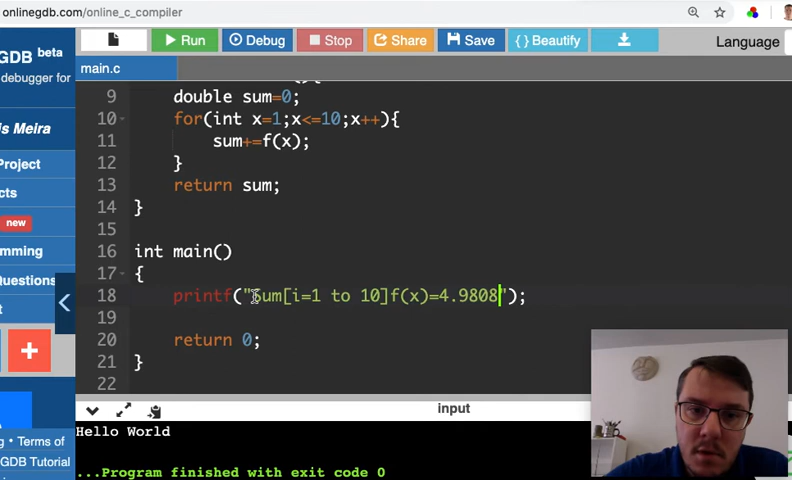 onlinegdb.com/online_c_compiler
GDB beta
debugger for
Run Debug Stop Share Save { } Beautify Language
main.c
is Meira
Project
cts
new
mming
Questions
t
g • Terms of
GDB Tutorial
9 double sum=0;
10 for(int x=1;x<=10;x++){
11 sum+=f(x);
12 }
13 return sum;
14 }
15
16 int main()
17 {
18 printf("Sum[i=1 to 10]f(x)=4.9808");
19
20 return 0;
21 }
22
input
Hello World
...Program finished with exit code 0